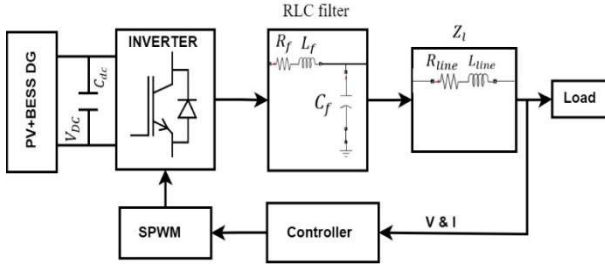 RLC filter
INVERTER
R_f L_f
Z_l
R_line L_line
C_dc
C_f
PV+BESS DG
V_DC
Load
V & I
SPWM
Controller